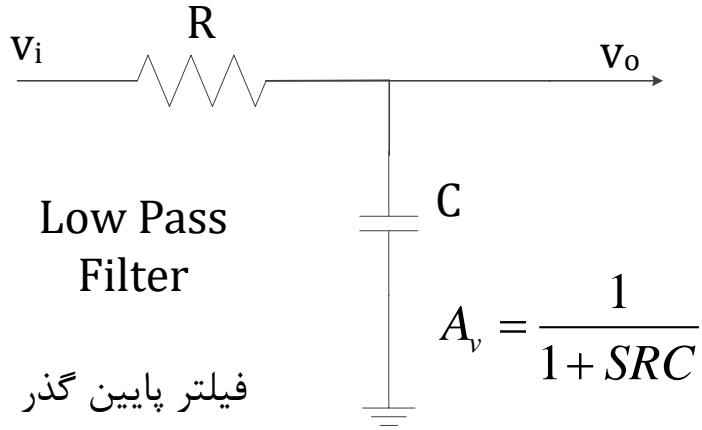 R
vi
vo
C
Low Pass
Filter
Av = 1 / 1 + SRC
فیلتر پایین گذر